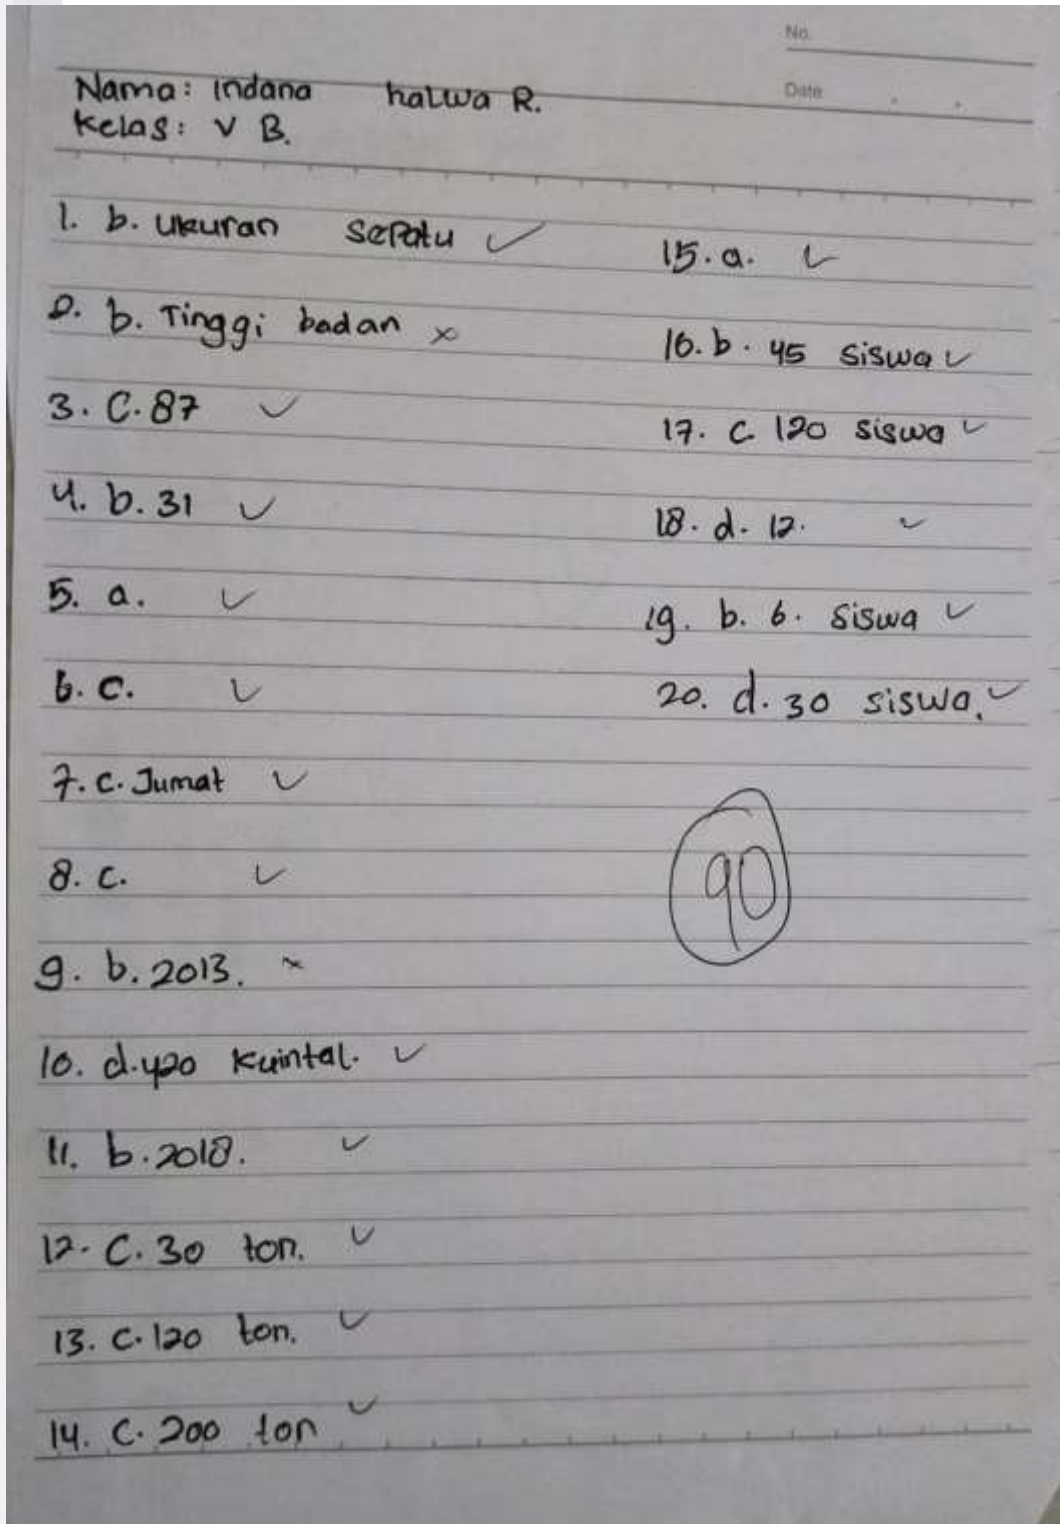 No.
Date
Nama: Indana halwa R.
Kelas: V B.
1. b. Ukuran Sepatu ✓
2. b. Tinggi badan ×
3. C. 87 ✓
4. b. 31 ✓
5. a. ✓
6. c. ✓
7. c. Jumat ✓
8. c. ✓
9. b. 2013. ×
10. d. 420 Kuintal. ✓
11. b. 2018. ✓
12. C. 30 ton. ✓
13. C. 120 ton. ✓
14. C. 200 ton ✓
15. a. ✓
16. b. 45 siswa ✓
17. c. 120 siswa ✓
18. d. 12. ✓
19. b. 6. siswa ✓
20. d. 30 siswa. ✓
90